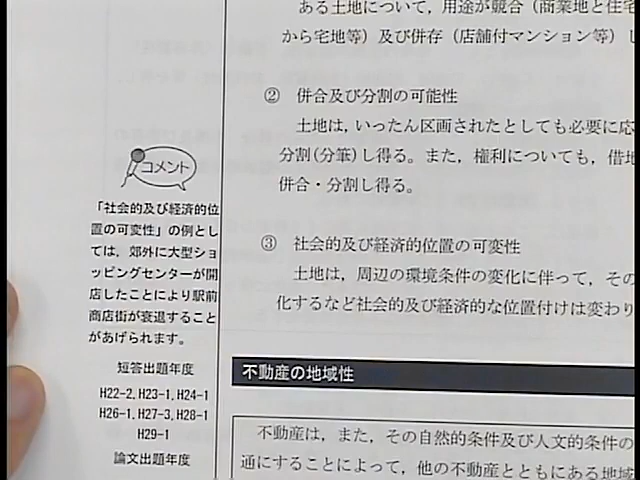 ある土地について，用途が競合（商業地と住宅
から宅地等）及び併存（店舗付マンション等）し
② 併合及び分割の可能性
土地は，いったん区画されたとしても必要に応
分割(分筆)し得る。また，権利についても，借地
併合・分割し得る。
③ 社会的及び経済的位置の可変性
土地は，周辺の環境条件の変化に伴って，その
化するなど社会的及び経済的な位置付けは変わり
不動産の地域性
不動産は，また，その自然的条件及び人文的条件の
通にすることによって，他の不動産とともにある地域
コメント
「社会的及び経済的位
置の可変性」の例とし
ては，郊外に大型ショ
ッピングセンターが開
店したことにより駅前
商店街が衰退すること
があげられます。
短答出題年度
H22-2, H23-1, H24-1
H26-1, H27-3, H28-1
H29-1
論文出題年度